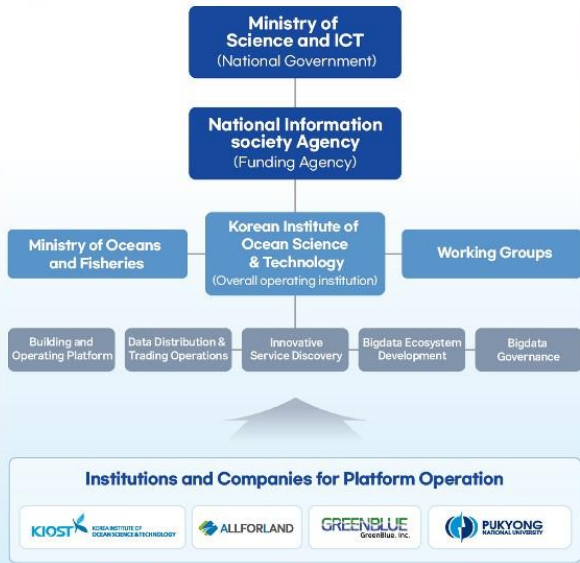 Ministry of
Science and ICT
(National Government)
National Information
society Agency
(Funding Agency)
Ministry of Oceans
and Fisheries
Korean Institute of
Ocean Science
& Technology
(Overall operating institution)
Working Groups
Building and
Operating Platform
Data Distribution &
Trading Operations
Innovative
Service Discovery
Bigdata Ecosystem
Development
Bigdata
Governance
Institutions and Companies for Platform Operation
KIOST
KOREA INSTITUTE OF
OCEAN SCIENCE & TECHNOLOGY
ALLFORLAND
GREENBLUE
GreenBlue, Inc.
PUKYONG
NATIONAL UNIVERSITY